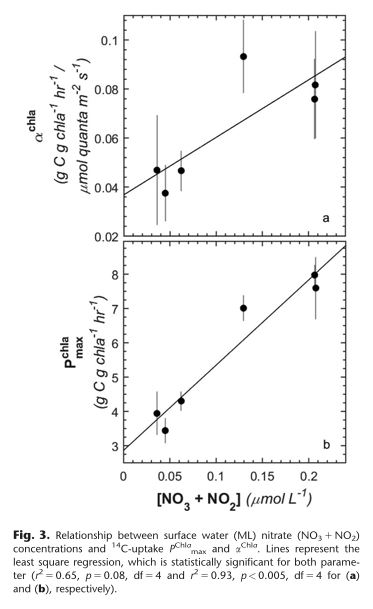 0.1
0.08
0.06
0.04
0.02
α^chla
(g C g chla⁻¹ hr⁻¹ /
μmol quanta m⁻² s⁻¹)
a
8
7
6
5
4
3
P^chla_max
(g C g chla⁻¹ hr⁻¹)
b
0 0.05 0.1 0.15 0.2
[NO₃ + NO₂] (μmol L⁻¹)
Fig. 3. Relationship between surface water (ML) nitrate (NO₃ + NO₂)
concentrations and ¹⁴C-uptake P^Chla_max and α^Chla. Lines represent the
least square regression, which is statistically significant for both parame-
ter (r² = 0.65, p = 0.08, df = 4 and r² = 0.93, p < 0.005, df = 4 for (a)
and (b), respectively).